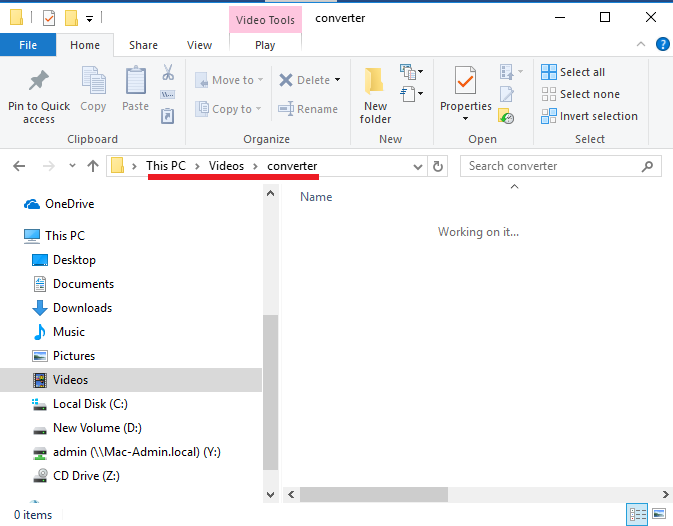 Video Tools converter
File Home Share View Play
Pin to Quick access
Copy
Paste
Clipboard
Move to
Copy to
Delete
Rename
Organize
New folder
New
Properties
Open
Select all
Select none
Invert selection
Select
This PC > Videos > converter
Search converter
OneDrive
This PC
Desktop
Documents
Downloads
Music
Pictures
Videos
Local Disk (C:)
New Volume (D:)
admin (\\Mac-Admin.local) (Y:)
CD Drive (Z:)
Name
Working on it...
0 items